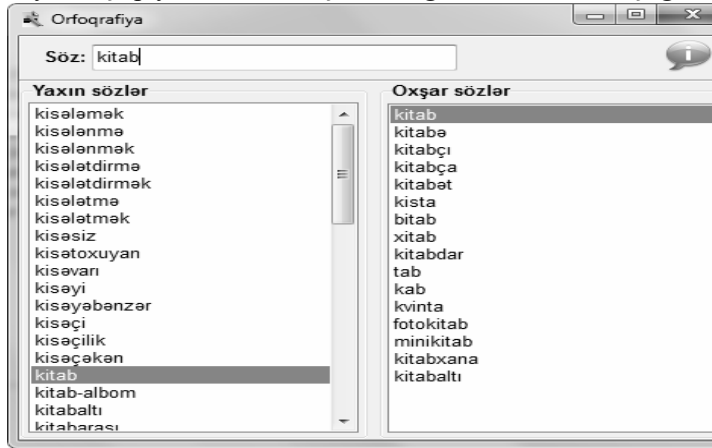 Orfoqrafiya
Söz: kitab
Yaxın sözlər
kisələmək
kisələnmə
kisələnmək
kisələtdirmə
kisələtdirmək
kisələtmə
kisələtmək
kisəsiz
kisətoxuyan
kisəvarı
kisəyi
kisəyəbənzər
kisəçi
kisəçilik
kisəçəkən
kitab
kitab-albom
kitabaltı
kitabarası
Oxşar sözlər
kitab
kitabə
kitabçı
kitabça
kitabət
kista
bitab
xitab
kitabdar
tab
kab
kvinta
fotokitab
minikitab
kitabxana
kitabaltı